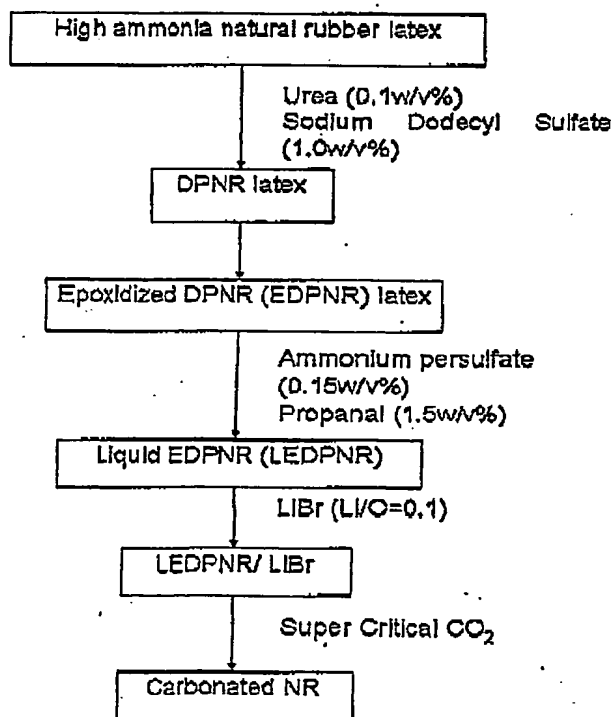 High ammonia natural rubber latex
Urea (0.1w/v%)
Sodium Dodecyl Sulfate
(1.0w/v%)
DPNR latex
Epoxidized DPNR (EDPNR) latex
Ammonium persulfate
(0.15w/v%)
Propanal (1.5w/v%)
Liquid EDPNR (LEDPNR)
LiBr (Li/O=0.1)
LEDPNR/ LiBr
Super Critical CO₂
Carbonated NR